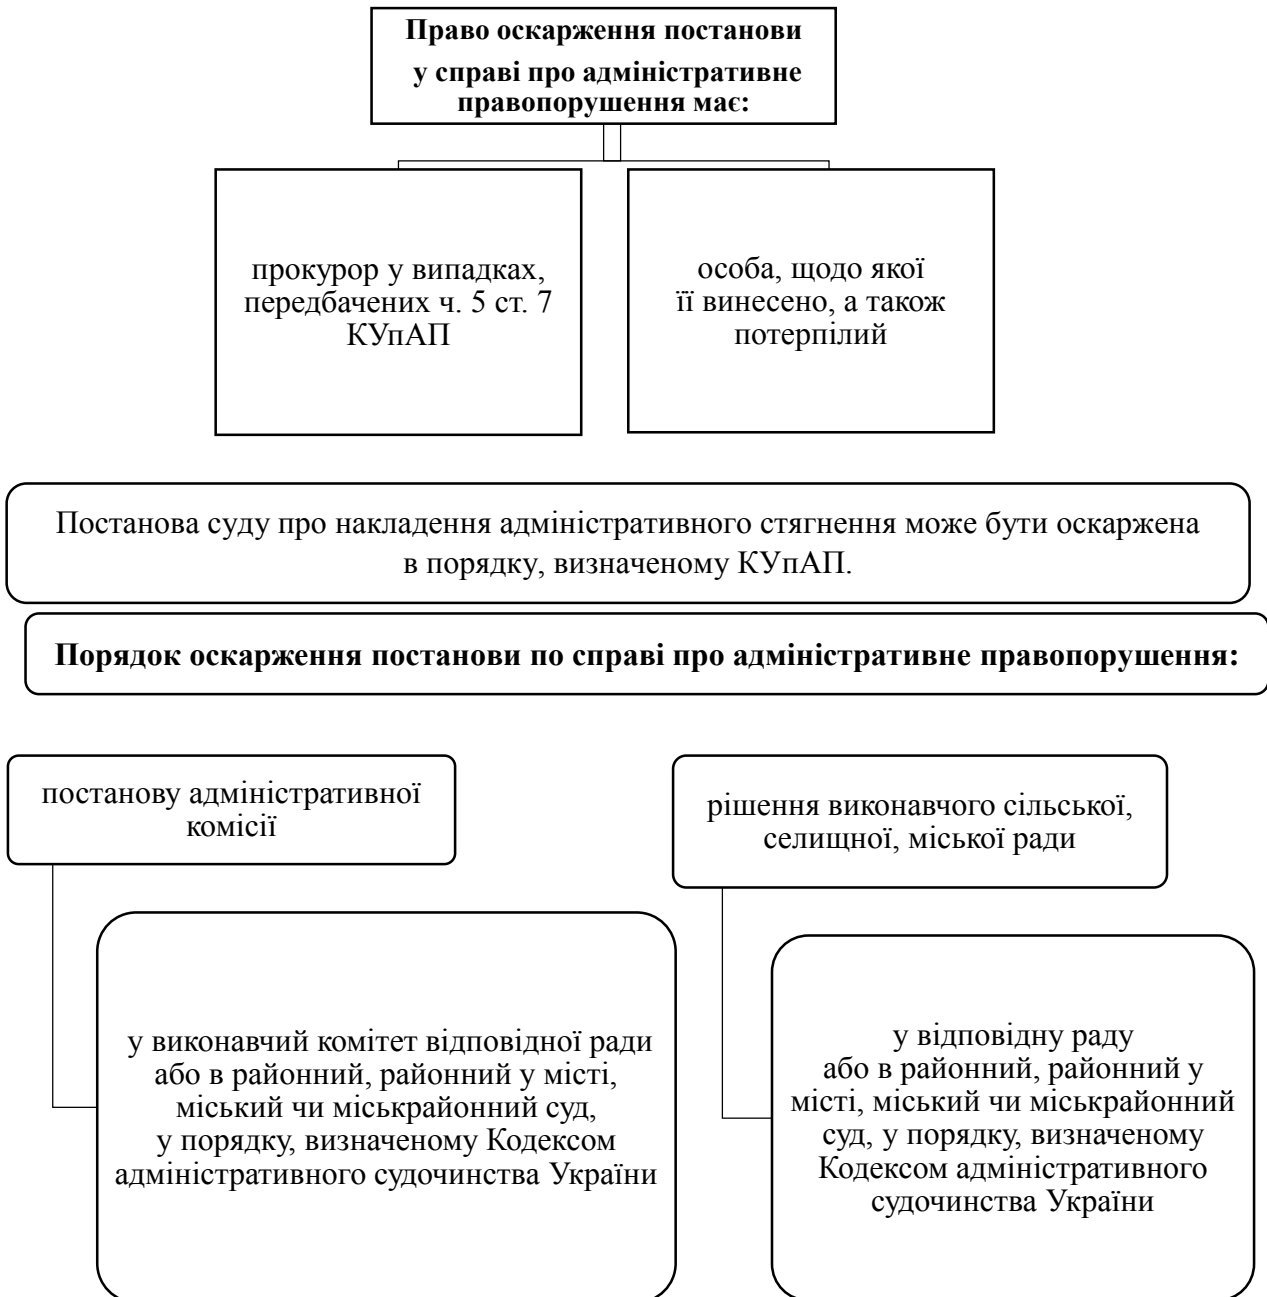 Право оскарження постанови
у справі про адміністративне
правопорушення має:
прокурор у випадках,
передбачених ч. 5 ст. 7
КУпАП
особа, щодо якої
її винесено, а також
потерпілий
Постанова суду про накладення адміністративного стягнення може бути оскаржена
в порядку, визначеному КУпАП.
Порядок оскарження постанови по справі про адміністративне правопорушення:
постанову адміністративної
комісії
у виконавчий комітет відповідної ради
або в районний, районний у місті,
міський чи міськрайонний суд,
у порядку, визначеному Кодексом
адміністративного судочинства України
рішення виконавчого сільської,
селищної, міської ради
у відповідну раду
або в районний, районний у
місті, міський чи міськрайонний
суд, у порядку, визначеному
Кодексом адміністративного
судочинства України